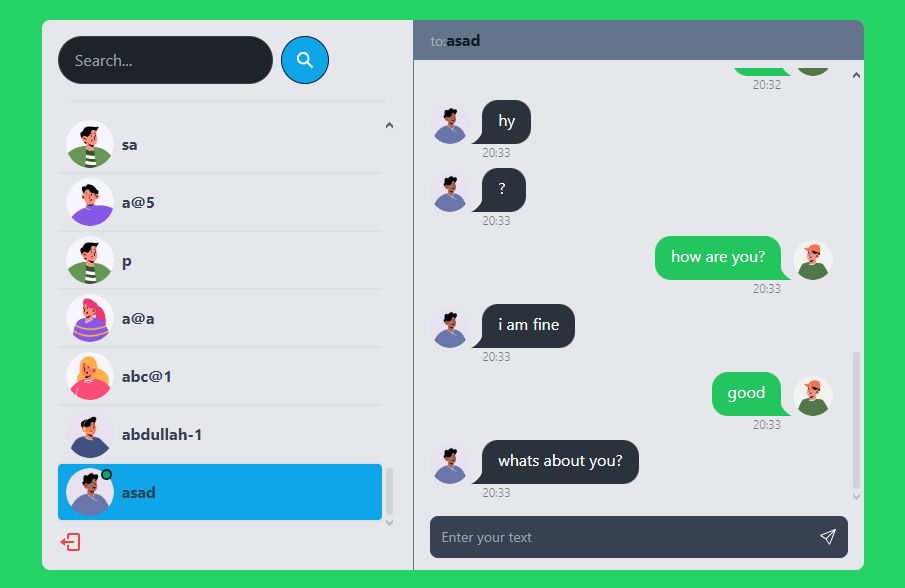 Search...
sa
a@5
p
a@a
abc@1
abdullah-1
asad
to:asad
20:32
hy
20:33
?
20:33
how are you?
20:33
i am fine
20:33
good
20:33
whats about you?
20:33
Enter your text